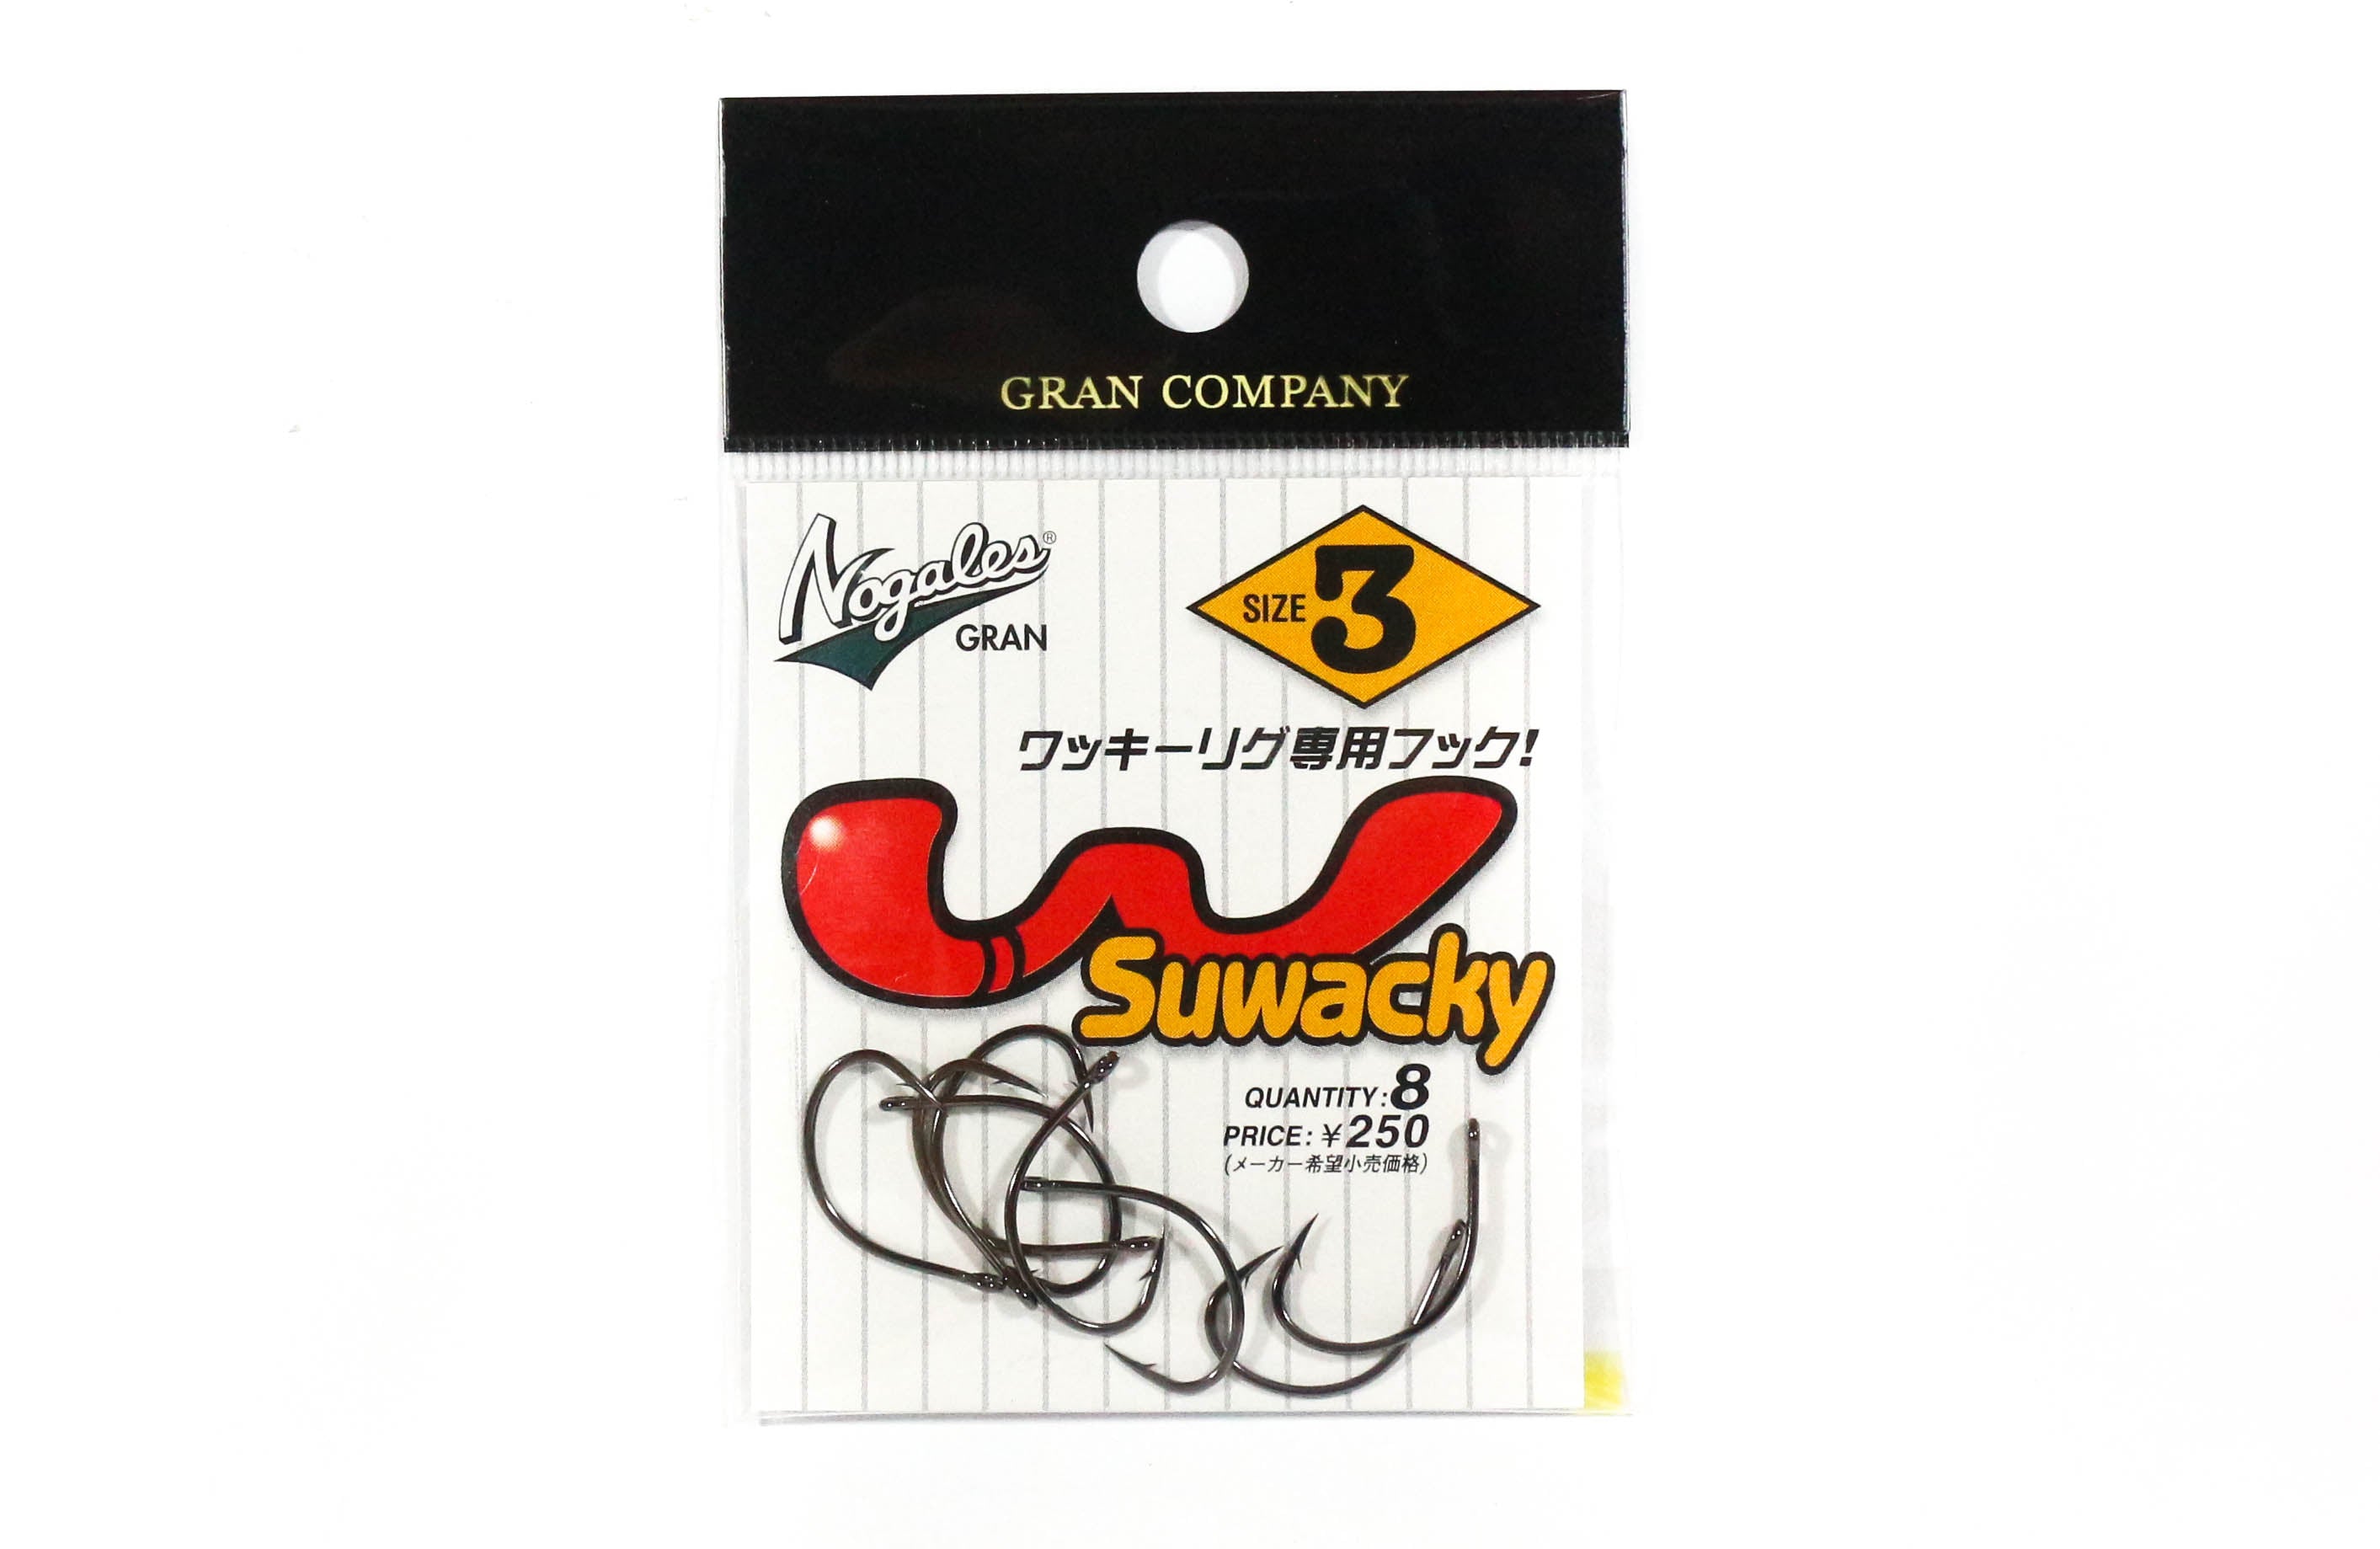 GRAN COMPANY
Nogales®
GRAN
SIZE 3
ワッキーリグ専用フック!
Suwacky
QUANTITY:8
PRICE:¥250
(メーカー希望小売価格)